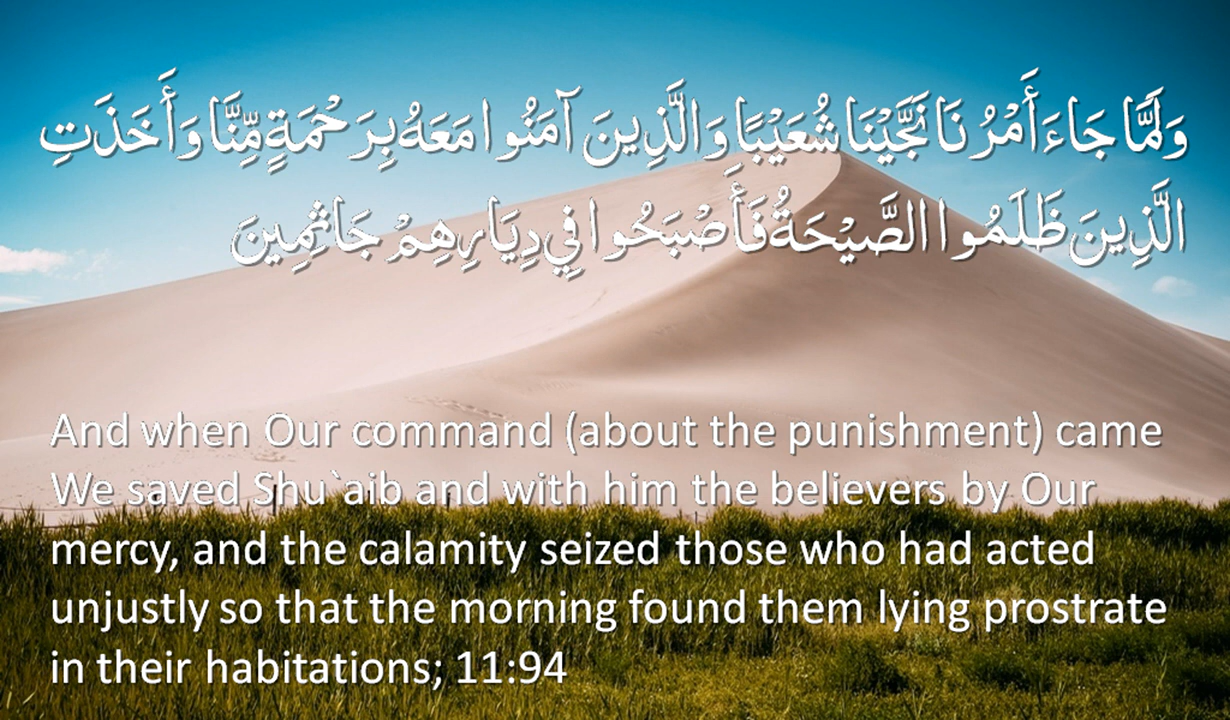 وَلَمَّا جَاءَ أَمْرُنَا نَجَّيْنَا شُعَيْبًا وَالَّذِينَ آمَنُوا مَعَهُ بِرَحْمَةٍ مِّنَّا وَأَخَذَتِ
الَّذِينَ ظَلَمُوا الصَّيْحَةُ فَأَصْبَحُوا فِي دِيَارِهِمْ جَاثِمِينَ
And when Our command (about the punishment) came
We saved Shu`aib and with him the believers by Our
mercy, and the calamity seized those who had acted
unjustly so that the morning found them lying prostrate
in their habitations; 11:94